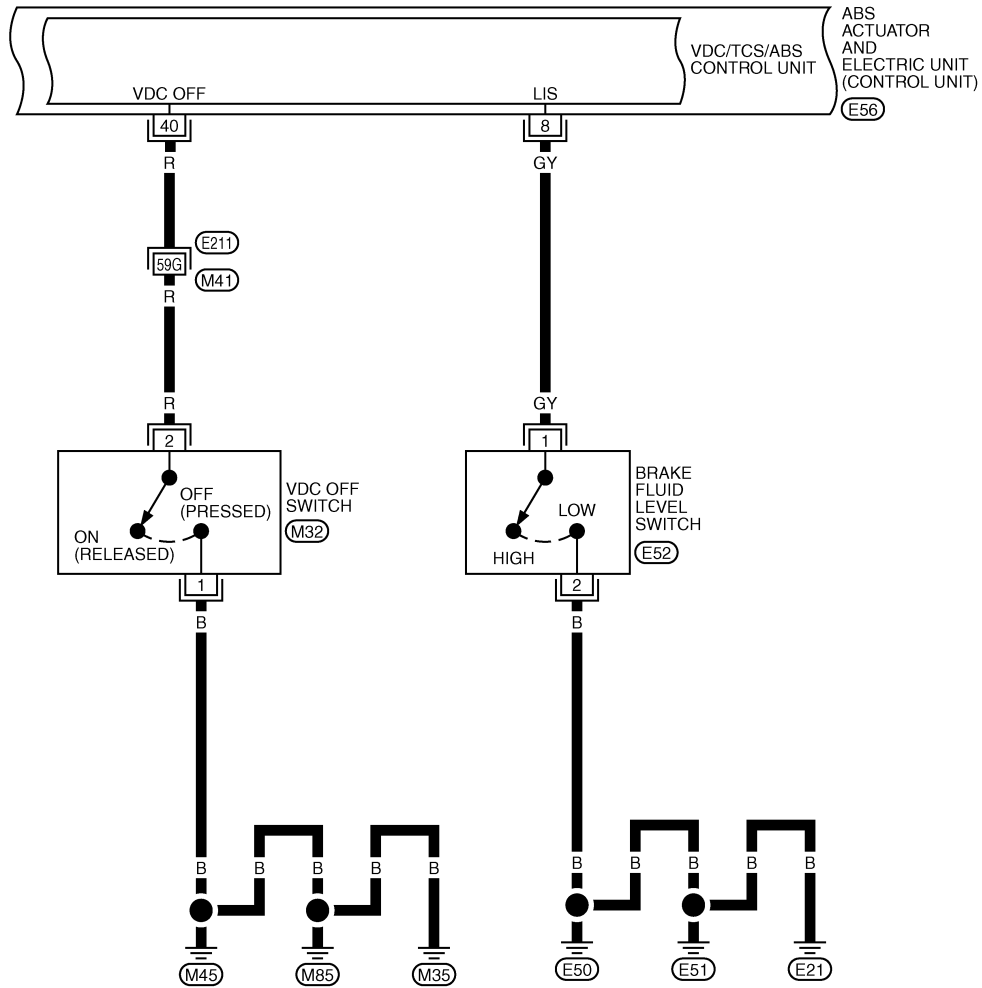 ABS
ACTUATOR
AND
ELECTRIC UNIT
(CONTROL UNIT)
E56
VDC/TCS/ABS
CONTROL UNIT
VDC OFF
LIS
40
8
R
GY
E211
59G
M41
R
R
GY
2
1
OFF
(PRESSED)
ON
(RELEASED)
VDC OFF
SWITCH
M32
LOW
HIGH
BRAKE
FLUID
LEVEL
SWITCH
E52
1
2
B
B
B
B
B
B
B
B
B
B
B
B
M45
M85
M35
E50
E51
E21